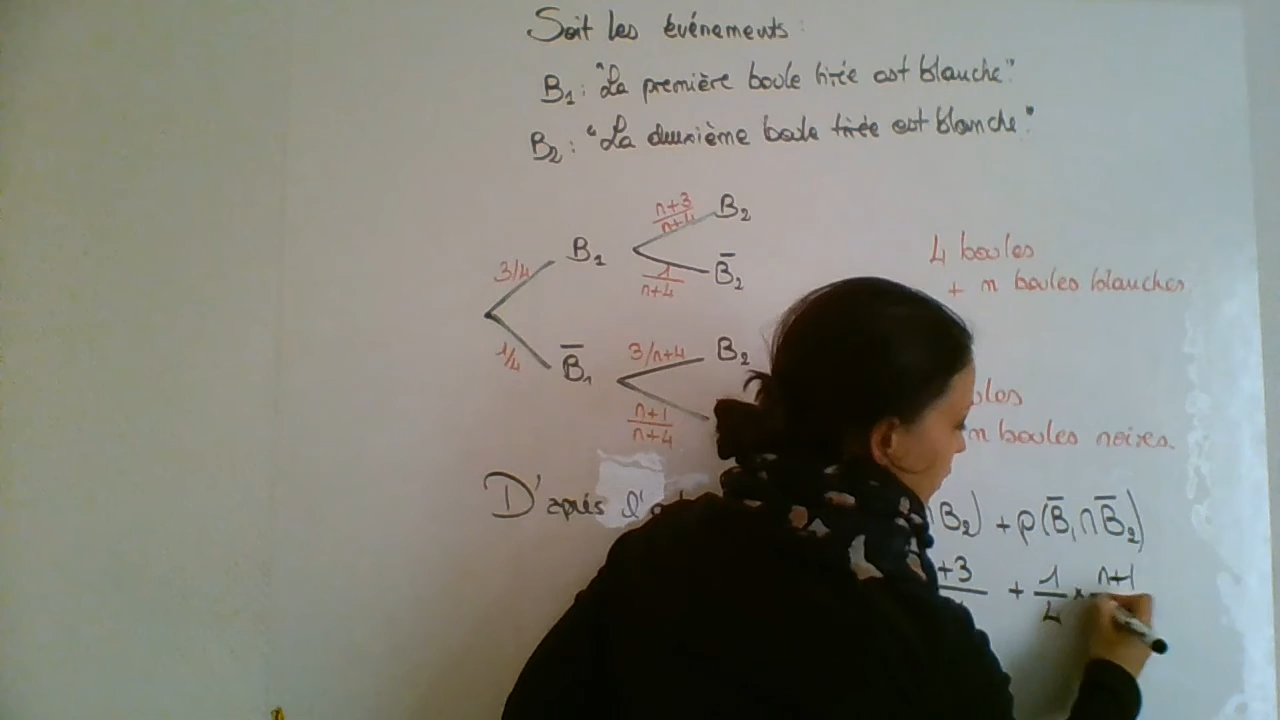 Soit les événements :
B₁ : "La première boule tirée est blanche"
B₂ : "La deuxième boule tirée est blanche"
n+3/n+4 B₂
3/4 B₁
1/n+4 B̄₂
4 boules
+ n boules blanches
1/4 B̄₁
3/n+4 B₂
n+1/n+4
n boules noires.
D'après l'
B₂) + p(B̄₁∩B̄₂)
+3 + 1/4 × n+1